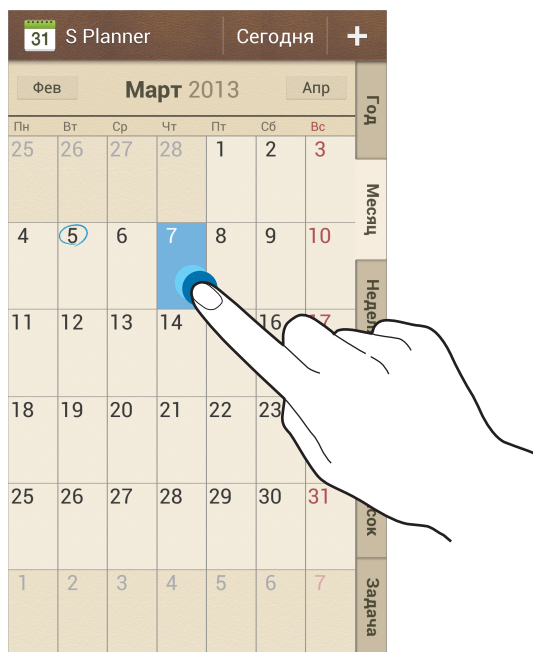 31 S Planner Сегодня +
Фев Март 2013 Апр
Пн Вт Ср Чт Пт Сб Вс
25 26 27 28 1 2 3
4 5 6 7 8 9 10
11 12 13 14 16 17
18 19 20 21 22 23
25 26 27 28 29 30 31
1 2 3 4 5 6 7
Год
Месяц
Задача